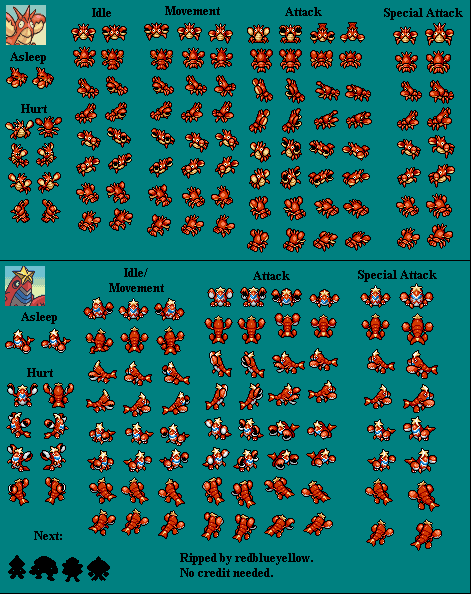 Idle
Movement
Attack
Special Attack
Asleep
Hurt
Idle/
Movement
Attack
Special Attack
Asleep
Hurt
Next:
Ripped by redblueyellow.
No credit needed.